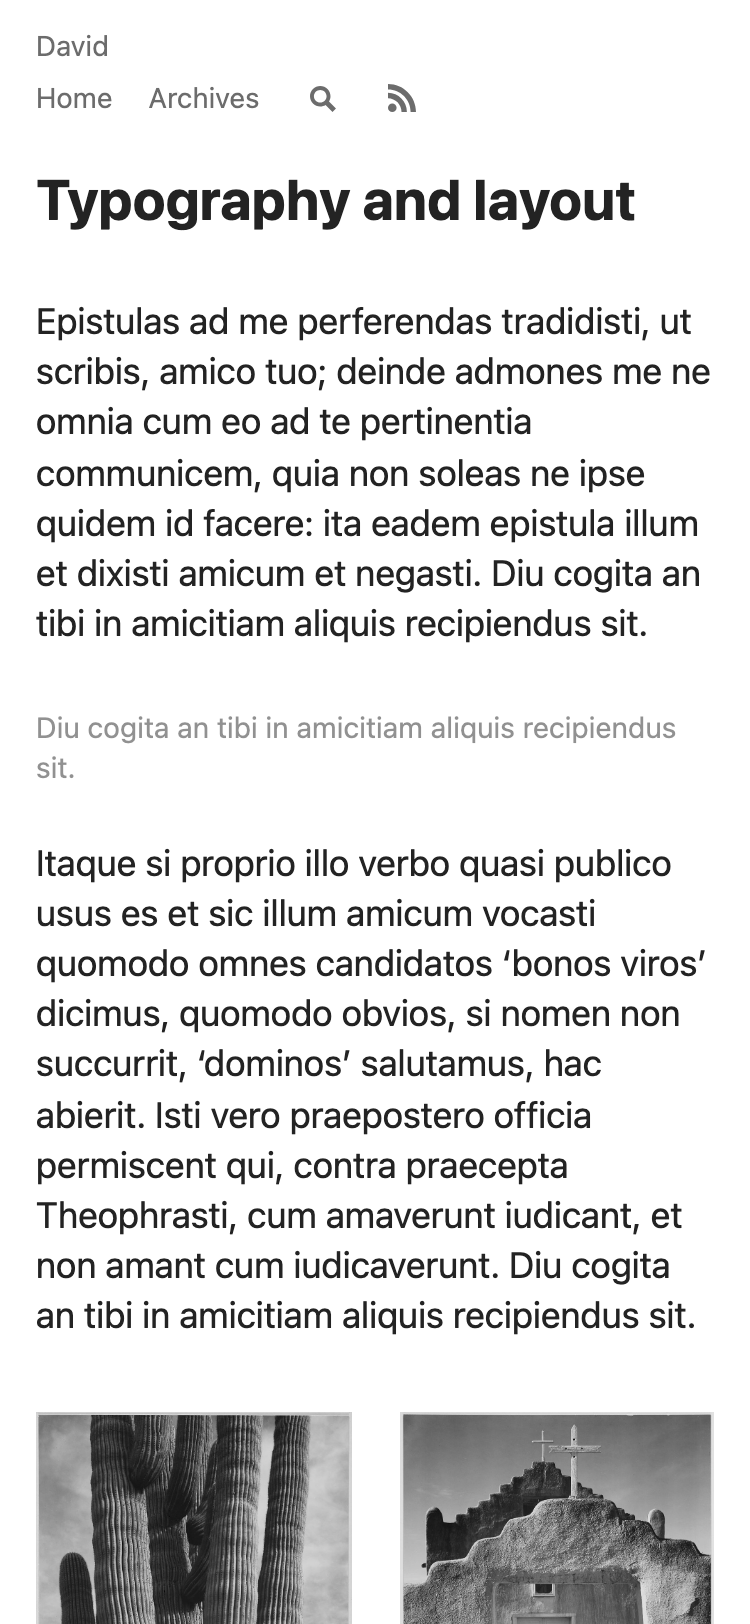 David
Home Archives
Typography and layout
Epistulas ad me perferendas tradidisti, ut
scribis, amico tuo; deinde admones me ne
omnia cum eo ad te pertinentia
communicem, quia non soleas ne ipse
quidem id facere: ita eadem epistula illum
et dixisti amicum et negasti. Diu cogita an
tibi in amicitiam aliquis recipiendus sit.
Diu cogita an tibi in amicitiam aliquis recipiendus
sit.
Itaque si proprio illo verbo quasi publico
usus es et sic illum amicum vocasti
quomodo omnes candidatos ‘bonos viros’
dicimus, quomodo obvios, si nomen non
succurrit, ‘dominos’ salutamus, hac
abierit. Isti vero praepostero officia
permiscent qui, contra praecepta
Theophrasti, cum amaverunt iudicant, et
non amant cum iudicaverunt. Diu cogita
an tibi in amicitiam aliquis recipiendus sit.